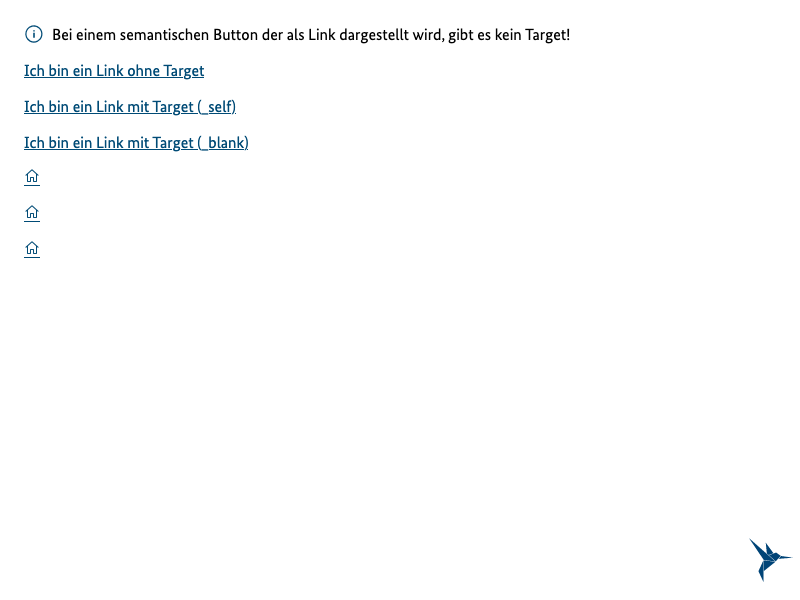 Bei einem semantischen Button der als Link dargestellt wird, gibt es kein Target!
Ich bin ein Link ohne Target
Ich bin ein Link mit Target (_self)
Ich bin ein Link mit Target (_blank)